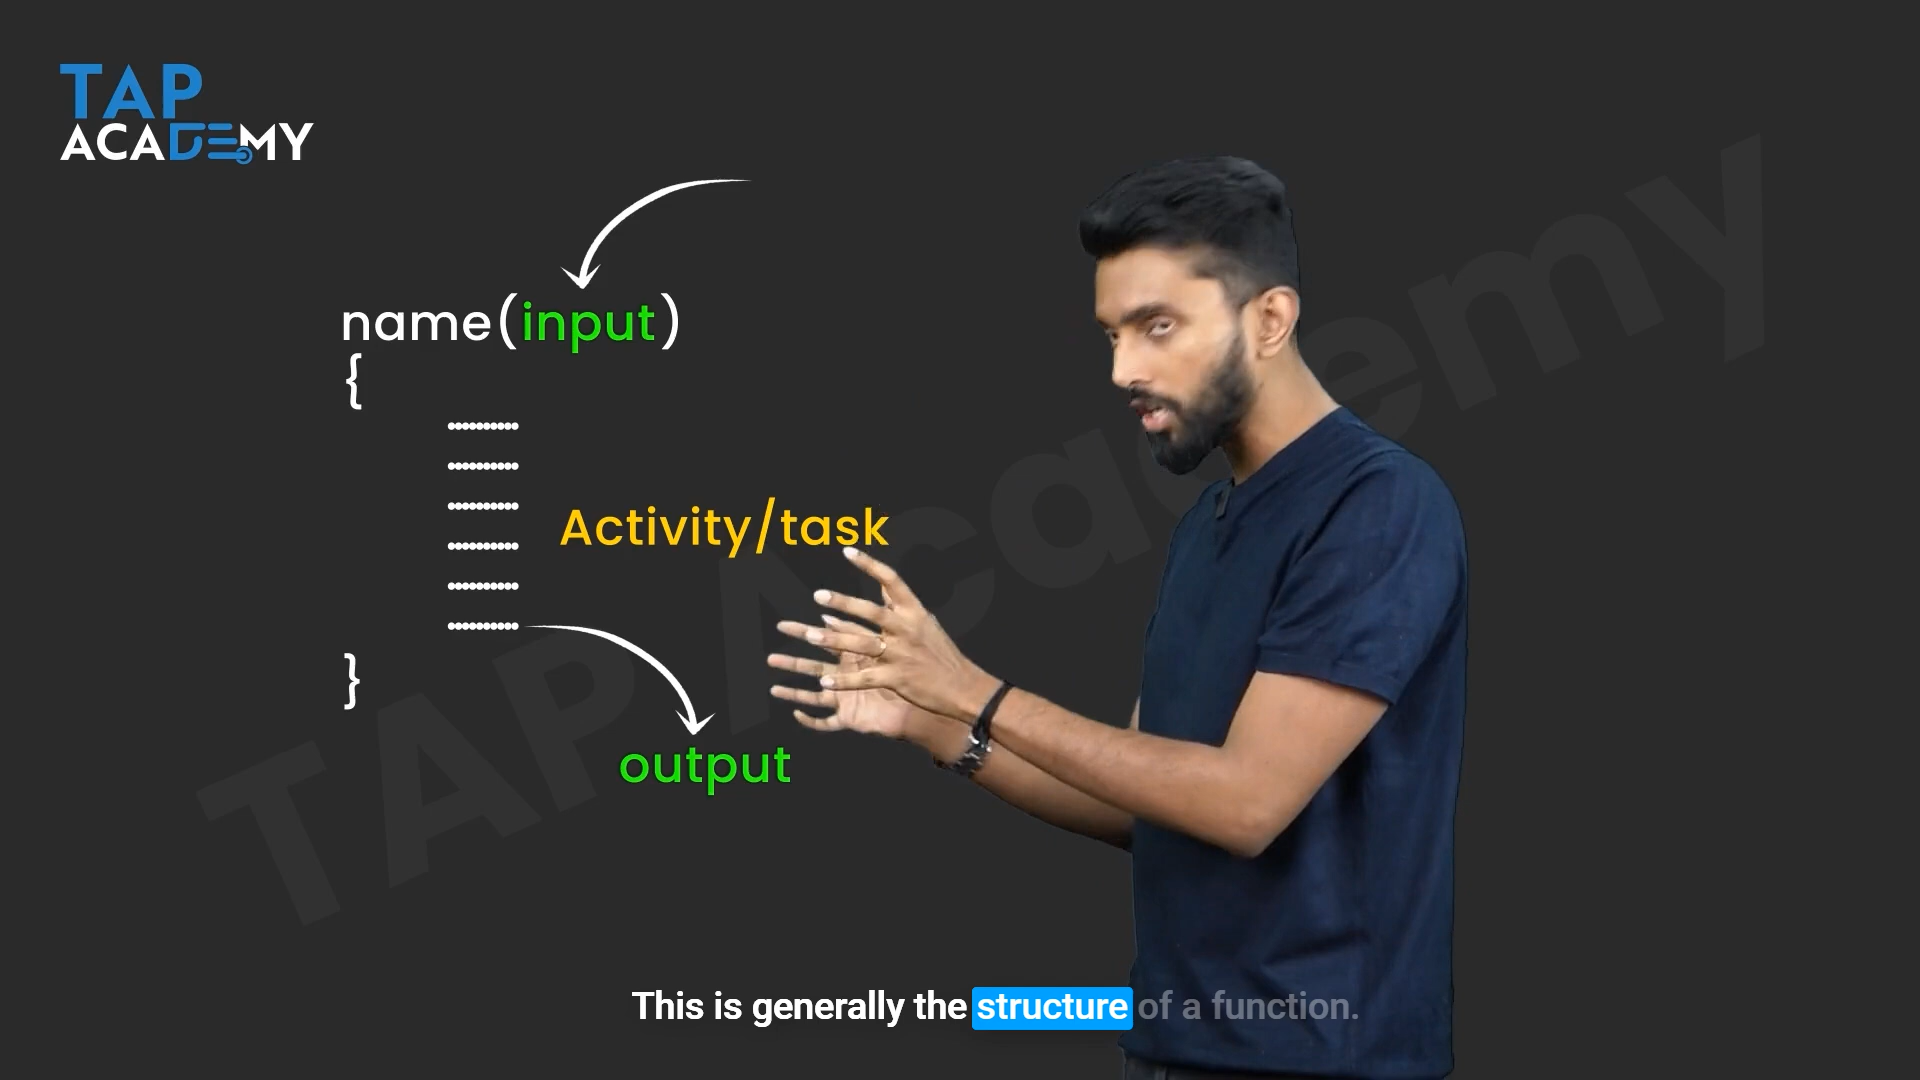 TAP
ACADEMY
name(input)
{
Activity/task
}
output
TAP Academy
This is generally the structure of a function.